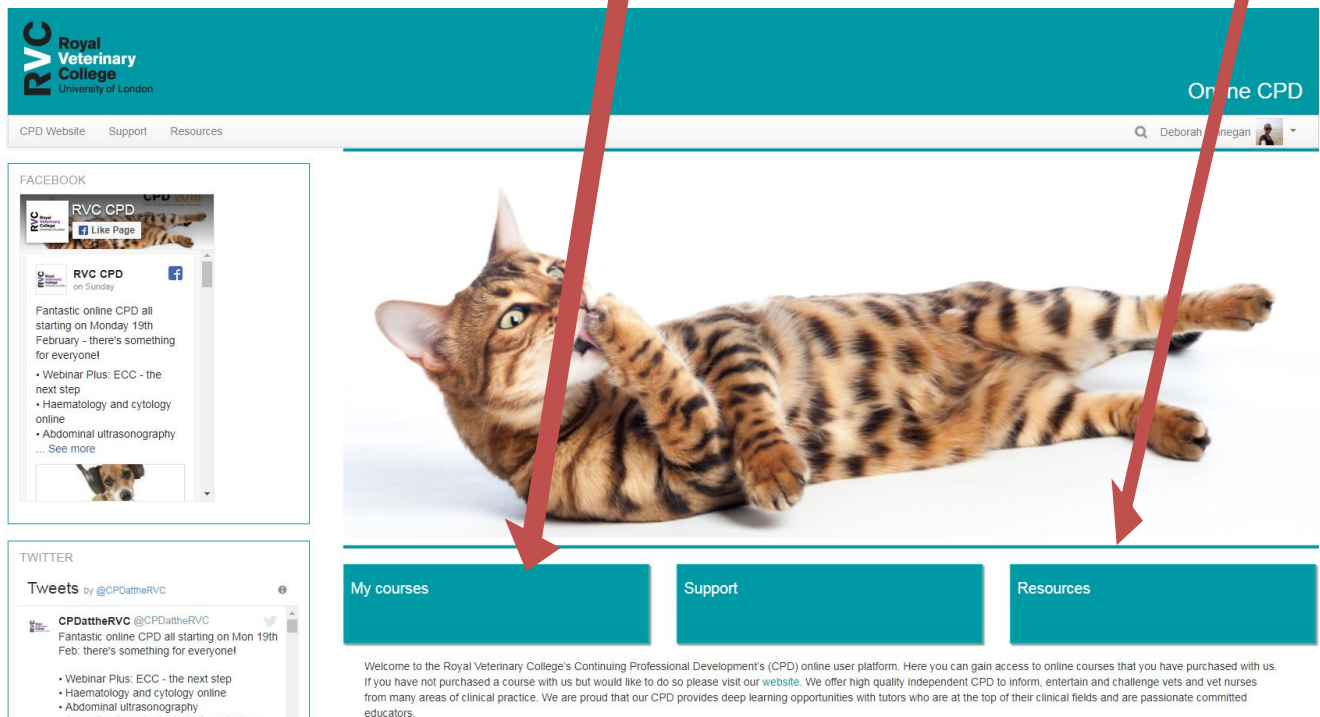 RVC
Royal
Veterinary
College
University of London
Online CPD
CPD Website Support Resources
Deborah
FACEBOOK
CPD 2018
RVC CPD
Like Page
RVC CPD
on Sunday
Fantastic online CPD all
starting on Monday 19th
February - there's something
for everyone!
• Webinar Plus: ECC - the
next step
• Haematology and cytology
online
• Abdominal ultrasonography
... See more
TWITTER
Tweets by @CPDattheRVC
CPDattheRVC @CPDattheRVC
Fantastic online CPD all starting on Mon 19th
Feb: there's something for everyone!
• Webinar Plus: ECC - the next step
• Haematology and cytology online
• Abdominal ultrasonography
My courses
Support
Resources
Welcome to the Royal Veterinary College's Continuing Professional Development's (CPD) online user platform. Here you can gain access to online courses that you have purchased with us.
If you have not purchased a course with us but would like to do so please visit our website. We offer high quality independent CPD to inform, entertain and challenge vets and vet nurses
from many areas of clinical practice. We are proud that our CPD provides deep learning opportunities with tutors who are at the top of their clinical fields and are passionate committed
educators.